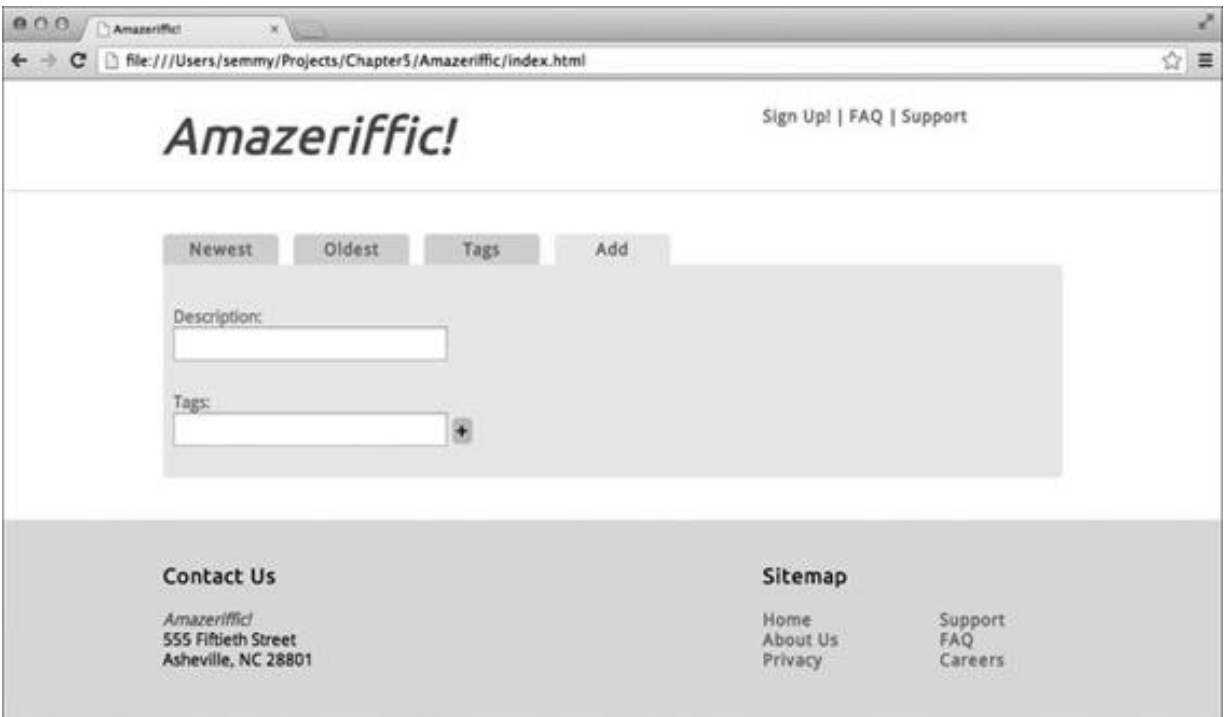 Amazeriffic!
file:///Users/semmy/Projects/Chapter5/Amazeriffic/index.html
Amazeriffic!
Sign Up! | FAQ | Support
Newest Oldest Tags Add
Description:
Tags:
+
Contact Us
Amazeriffic!
555 Fiftieth Street
Asheville, NC 28801
Sitemap
Home Support
About Us FAQ
Privacy Careers